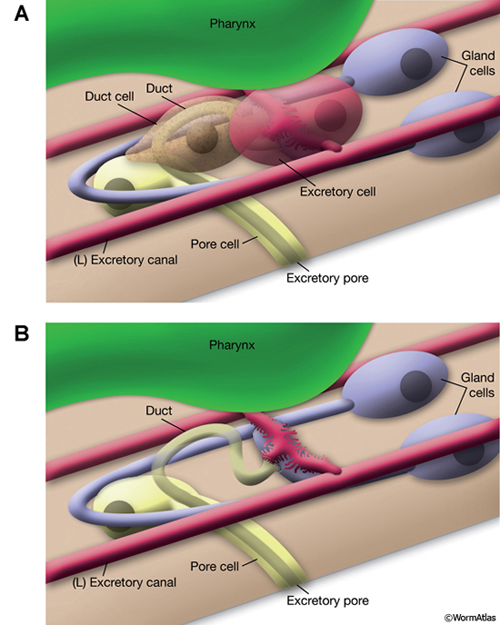 A
Pharynx
Gland
cells
Duct
Duct cell
Excretory cell
Pore cell
(L) Excretory canal
Excretory pore
B
Pharynx
Gland
cells
Duct
Pore cell
(L) Excretory canal
Excretory pore
©WormAtlas